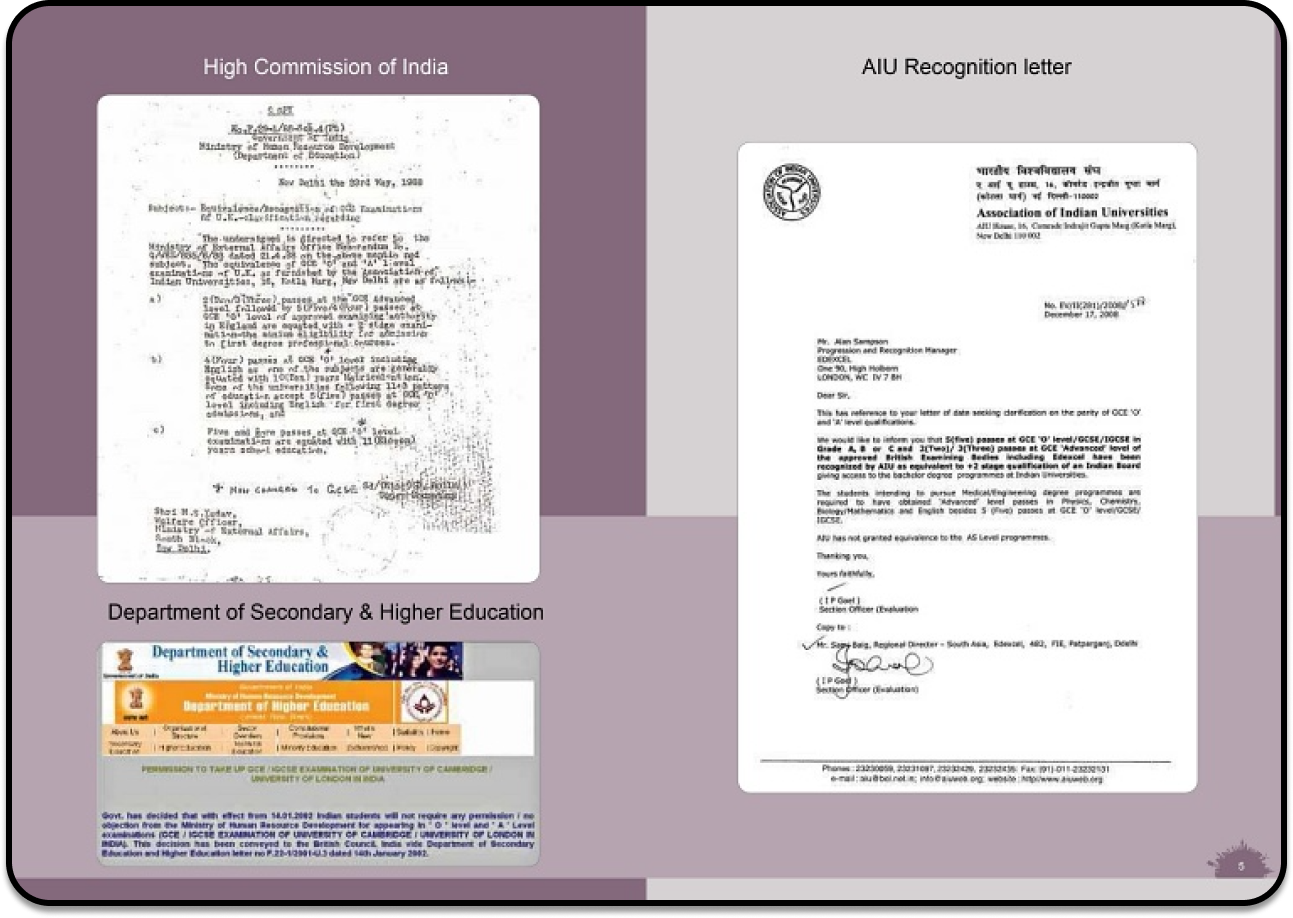 High Commission of India
COPY
Government of India
Ministry of Human Resource Development
(Department of Education)
New Delhi the 23rd May, 1988
Subject:- Equivalence/Recognition of GCE Examinations
of U.K.-clarification regarding
The undersigned is directed to refer to the
Ministry of External Affairs Office Memorandum No.
dated 21.4.88 on the above and
subject. The equivalence of GCE 'O' and 'A' level
examinations of U.K. as furnished by the Association of
Indian Universities, 16, Kotla Marg, New Delhi are as follows:-
a) 2(Two/3(Three) passes at the GCE Advanced
level followed by 5(Five/4(Four) passes at
GCE 'O' level of approved examining authority
in England are equated with + 2 stage exami-
nation the eligibility for admission
to first degree professional Courses.
b) 4(Four) passes at GCE 'O' level including
English as one of the subjects are generally
equated with 10(Ten) years Matriculation.
Some of the universities following 11+3 pattern
of education accept 5(five) passes at GCE 'O'
level including English for first degree
admissions, and
c) Five and more passes at GCE 'O' level
examinations are equated with 11(Eleven)
years school education.
* NOW CHANGED TO GCSE
Shri M.S. Yadav,
Welfare Officer,
Ministry of External Affairs,
South Block,
New Delhi.
Department of Secondary & Higher Education
Department of Secondary &
Higher Education
Government of India
Ministry of Human Resource Development
Department of Higher Education
About Us | Organisational Structure | Sector Overview | Constitutional Provisions | What's New | Statistics | Home
Secondary Education | Higher Education | Technical Education | Minority Education | | Policy | Copyright
PERMISSION TO TAKE UP GCE / IGCSE EXAMINATION OF UNIVERSITY OF CAMBRIDGE /
UNIVERSITY OF LONDON IN INDIA
Govt. has decided that with effect from 14.01.2002 Indian students will not require any permission / no
objection from the Ministry of Human Resource Development for appearing in ' O ' level and ' A ' Level
examinations (GCE / IGCSE EXAMINATION OF UNIVERSITY OF CAMBRIDGE / UNIVERSITY OF LONDON IN
INDIA). This decision has been conveyed to the British Council, India vide Department of Secondary
Education and Higher Education letter no F.22-1/2001-U.3 dated 14th January 2002.
AIU Recognition letter
ASSOCIATION OF INDIAN UNIVERSITIES
भारतीय विश्वविद्यालय संघ
ए आई यू हाउस, 16, कॉमरेड इन्द्रजीत गुप्ता मार्ग
(कोटला मार्ग) नई दिल्ली-110002
Association of Indian Universities
AIU House, 16, Comrade Indrajit Gupta Marg (Kotla Marg),
New Delhi 110 002
No. EV/II(281)/2008/
December 17, 2008
Mr. Alan Sampson
Progression and Recognition Manager
EDEXCEL
One 90, High Holborn
LONDON, WC IV 7 BH
Dear Sir,
This has reference to your letter of date seeking clarification on the parity of GCE 'O'
and 'A' level qualifications.
We would like to inform you that 5(five) passes at GCE 'O' level/GCSE/IGCSE in
Grade A, B or C and 2(Two)/ 3(Three) passes at GCE 'Advanced' level of
the approved British Examining Bodies including Edexcel have been
recognized by AIU as equivalent to +2 stage qualification of an Indian Board
giving access to the bachelor degree programmes at Indian Universities.
The students intending to pursue Medical/Engineering degree programmes are
required to have obtained 'Advanced' level passes in Physics, Chemistry,
Biology/Mathematics and English besides 5 (Five) passes at GCE 'O' level/GCSE/
IGCSE.
AIU has not granted equivalence to the AS Level programmes.
Thanking you,
Yours faithfully,
( I P Goel )
Section Officer (Evaluation
Copy to :
Mr. Baig, Regional Director - South Asia, Edexcel, 482, FIE, Patparganj, Ddelhi
( I P Goel )
Section Officer (Evaluation)
Phones : 23230059, 23231097, 23232429, 23232435 Fax: (91)-011-23232131
e-mail : aiu@bol.net.in; info@aiuweb.org; website : http//www.aiuweb.org
5